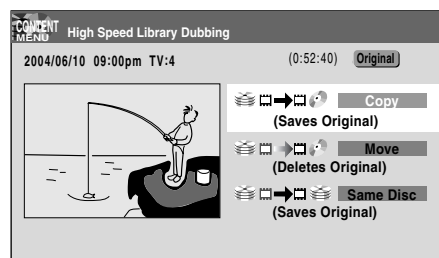 CONTENT
MENU
High Speed Library Dubbing
2004/06/10 09:00pm TV:4
(0:52:40)
Original
Copy
(Saves Original)
Move
(Deletes Original)
Same Disc
(Saves Original)